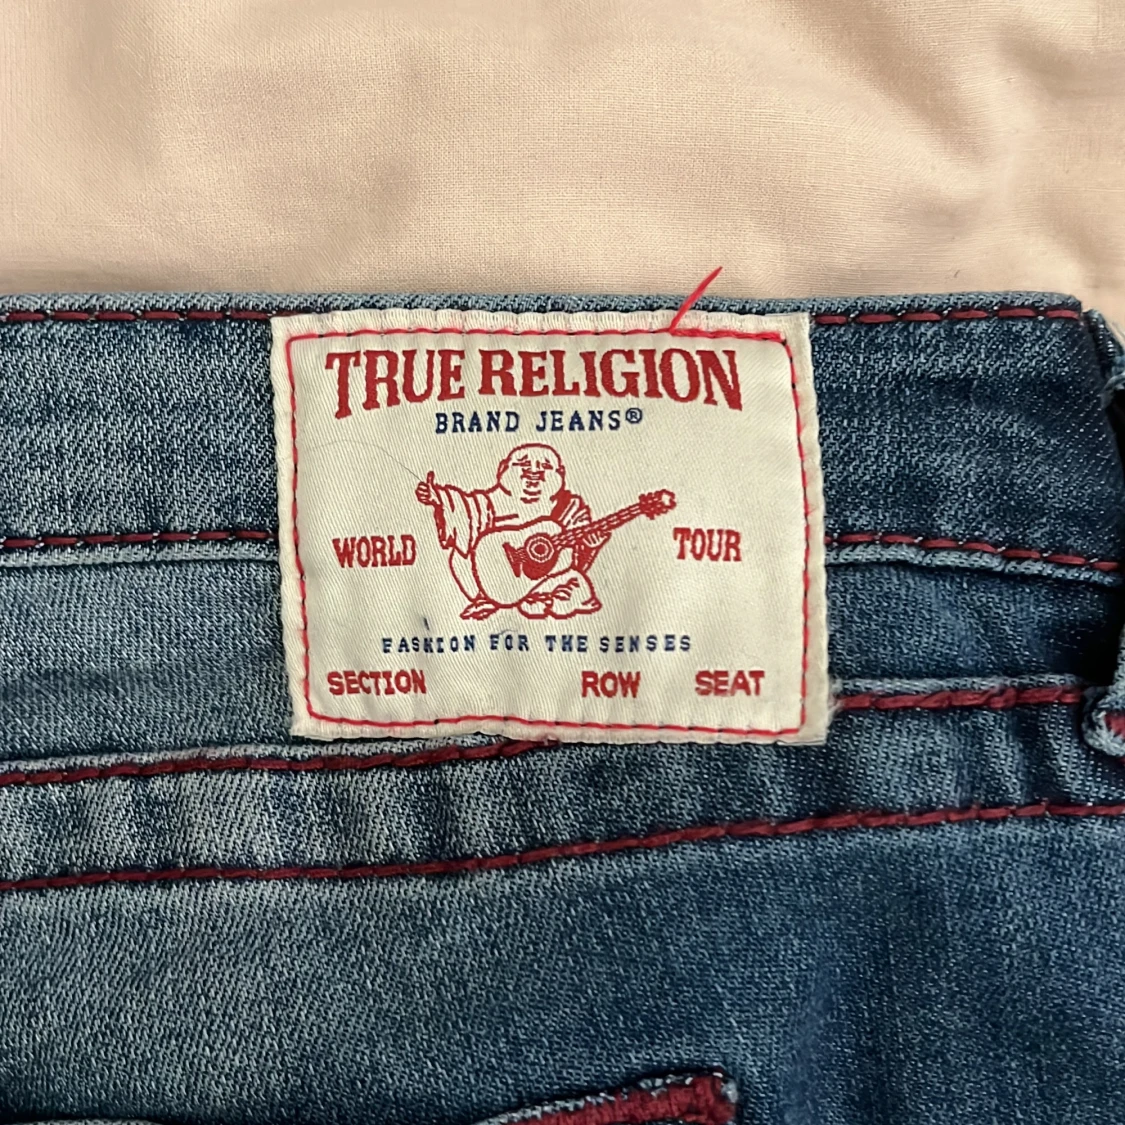 TRUE RELIGION
BRAND JEANS®
WORLD TOUR
FASHION FOR THE SENSES
SECTION ROW SEAT